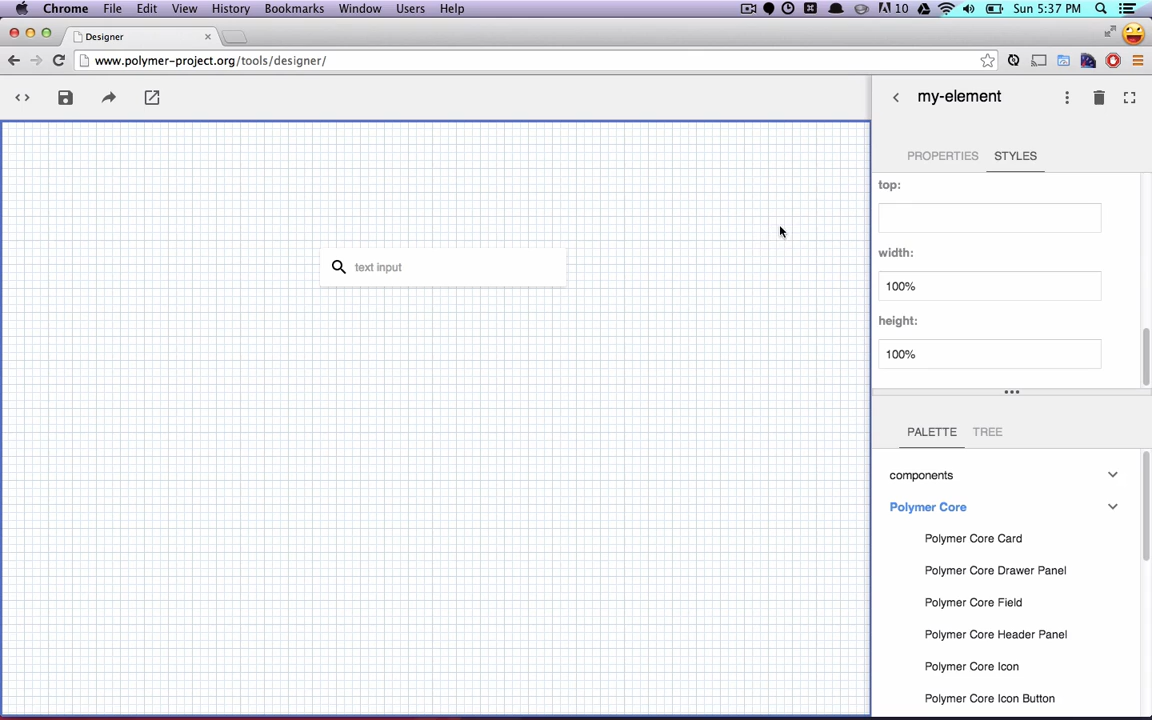 Chrome File Edit View History Bookmarks Window Users Help 10 Sun 5:37 PM
Designer
www.polymer-project.org/tools/designer/
my-element
PROPERTIES STYLES
top:
width:
100%
height:
100%
text input
PALETTE TREE
components
Polymer Core
Polymer Core Card
Polymer Core Drawer Panel
Polymer Core Field
Polymer Core Header Panel
Polymer Core Icon
Polymer Core Icon Button